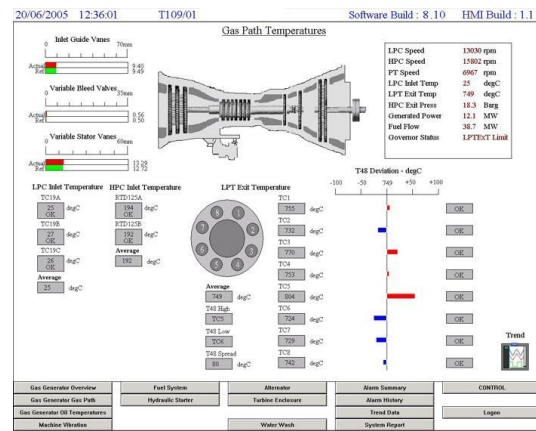 20/06/2005 12:36:01 T109/01 Software Build : 8.10 HMI Build : 1.1
Gas Path Temperatures
Inlet Guide Vanes
0 70mm
Actual 9.40
Ref 9.49
Variable Bleed Valves
0 35mm
Actual 0.56
Ref 0.50
Variable Stator Vanes
0 60mm
Actual 13.29
Ref 12.72
LPC Speed 13030 rpm
HPC Speed 15802 rpm
PT Speed 6967 rpm
LPC Inlet Temp 25 degC
LPT Exit Temp 749 degC
HPC Exit Press 18.3 Barg
Generated Power 12.1 MW
Fuel Flow 38.7 MW
Governor Status LPTExT Limit
LPC Inlet Temperature
TC19A
25 degC
OK
TC19B
27 degC
OK
TC19C
26 degC
OK
Average
25 degC
HPC Inlet Temperature
RTD125A
194 degC
OK
RTD125B
192 degC
OK
Average
192 degC
LPT Exit Temperature
8 1
7 2
6 3
5 4
Average
749 degC
T48 High
TC5
T48 Low
TC6
T48 Spread
80 degC
T48 Deviation - degC
-100 -50 749 +50 +100
TC1
755 degC OK
TC2
732 degC OK
TC3
770 degC OK
TC4
753 degC OK
TC5
804 degC OK
TC6
724 degC OK
TC7
729 degC OK
TC8
742 degC OK
Trend
Gas Generator Overview Fuel System Alternator Alarm Summary CONTROL
Gas Generator Gas Path Hydraulic Starter Turbine Enclosure Alarm History
Gas Generator Oil Temperatures Trend Data Logon
Machine Vibration Water Wash System Report